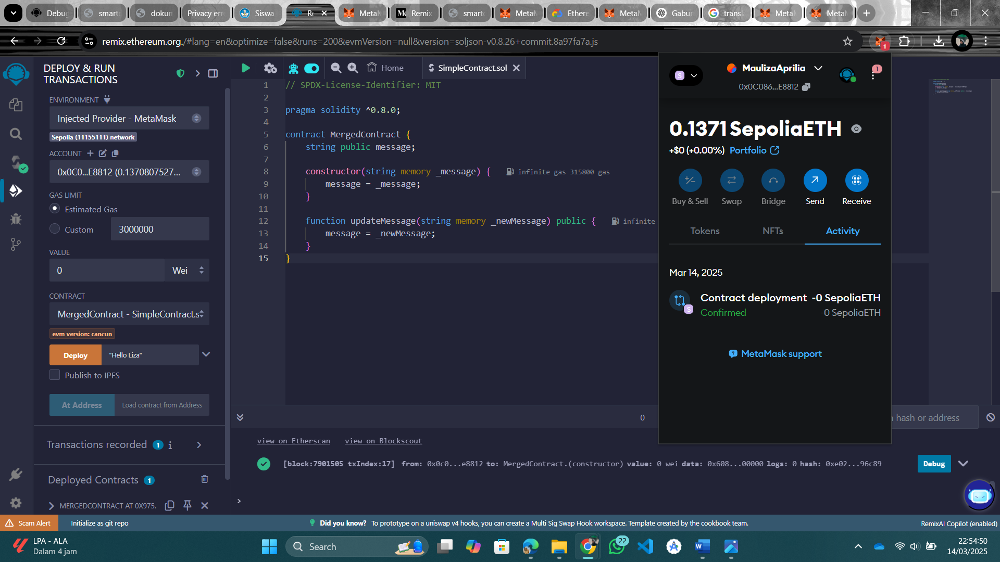 Debug
smart
dokun
Privacy err
Siswa
Re
MetaM
Remix
smart
MetaM
Ethere
MetaM
Gabun
transl
MetaM
MetaM
remix.ethereum.org./#lang=en&optimize=false&runs=200&evmVersion=null&version=soljson-v0.8.26+commit.8a97fa7a.js
1
DEPLOY & RUN
TRANSACTIONS
ENVIRONMENT
Injected Provider - MetaMask
Sepolia (11155111) network
ACCOUNT
0x0C0...E8812 (0.1370807527...
GAS LIMIT
Estimated Gas
Custom
3000000
VALUE
0
Wei
CONTRACT
MergedContract - SimpleContract.s
evm version: cancun
Deploy
"Hello Liza"
Publish to IPFS
At Address
Load contract from Address
Transactions recorded 1 i
Deployed Contracts 1
MERGEDCONTRACT AT 0X975.
Home
SimpleContract.sol
1 // SPDX-License-Identifier: MIT
2
3 pragma solidity ^0.8.0;
4
5 contract MergedContract {
6 string public message;
7
8 constructor(string memory _message) { infinite gas 315800 gas
9 message = _message;
10 }
11
12 function updateMessage(string memory _newMessage) public { infinite
13 message = _newMessage;
14 }
15 }
0
hash or address
view on Etherscan
view on Blockscout
[block:7901505 txIndex:17] from: 0x0c0...e8812 to: MergedContract.(constructor) value: 0 wei data: 0x608...00000 logs: 0 hash: 0xe02...96c89
Debug
>
S
MaulizaAprilia
0x0C086...E8812
1
0.1371 SepoliaETH
+$0 (+0.00%) Portfolio
Buy & Sell
Swap
Bridge
Send
Receive
Tokens
NFTs
Activity
Mar 14, 2025
Contract deployment -0 SepoliaETH
S
Confirmed -0 SepoliaETH
MetaMask support
Scam Alert
Initialize as git repo
Did you know? To prototype on a uniswap v4 hooks, you can create a Multi Sig Swap Hook workspace. Template created by the cookbook team.
RemixAI Copilot (enabled)
LPA - ALA
Dalam 4 jam
Search
22
22:54:50
14/03/2025